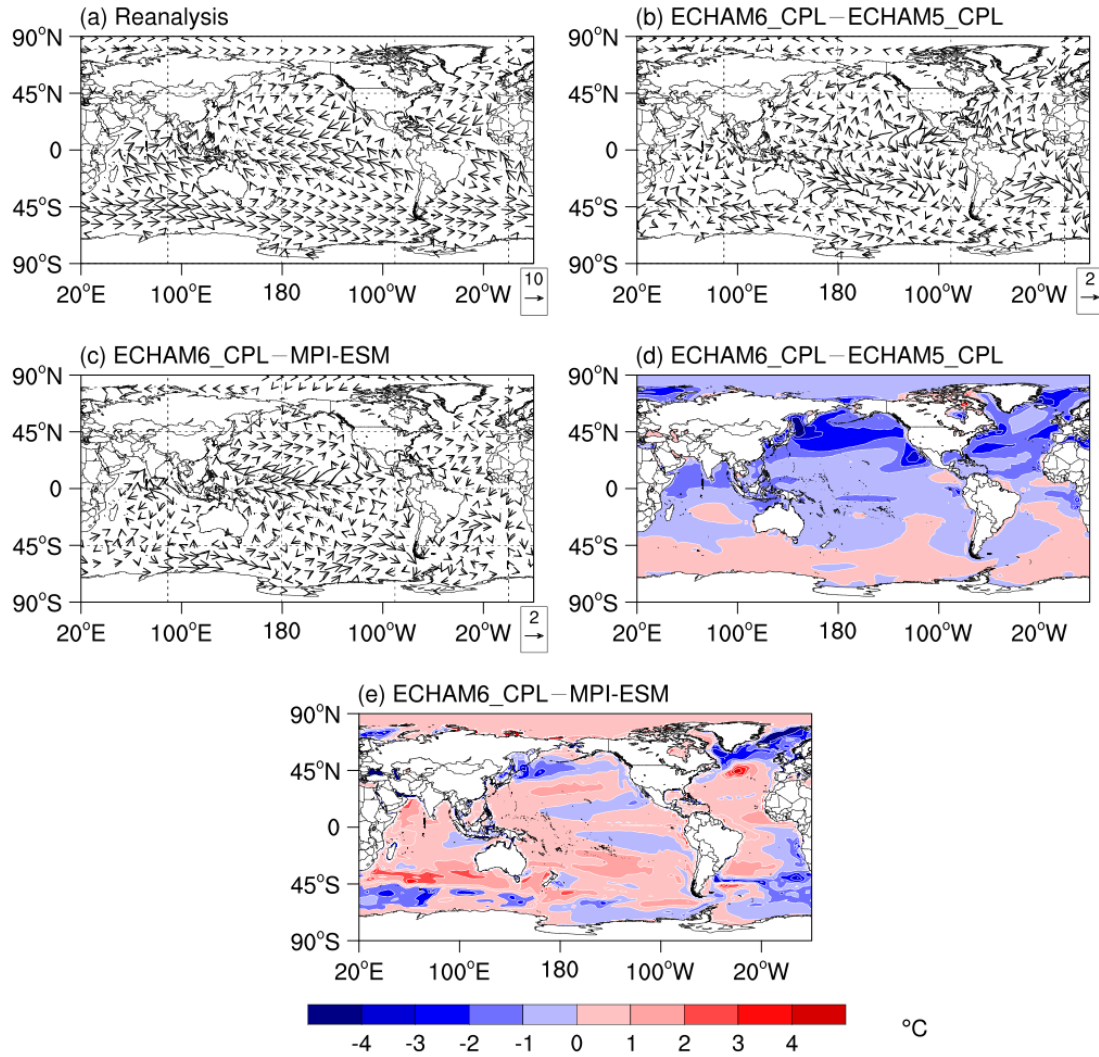 (a) Reanalysis
90°N
45°N
0
45°S
90°S
20°E 100°E 180 100°W 20°W
10
(b) ECHAM6_CPL−ECHAM5_CPL
90°N
45°N
0
45°S
90°S
20°E 100°E 180 100°W 20°W
2
(c) ECHAM6_CPL−MPI-ESM
90°N
45°N
0
45°S
90°S
20°E 100°E 180 100°W 20°W
2
(d) ECHAM6_CPL−ECHAM5_CPL
90°N
45°N
0
45°S
90°S
20°E 100°E 180 100°W 20°W
(e) ECHAM6_CPL−MPI-ESM
90°N
45°N
0
45°S
90°S
20°E 100°E 180 100°W 20°W
-4 -3 -2 -1 0 1 2 3 4 °C